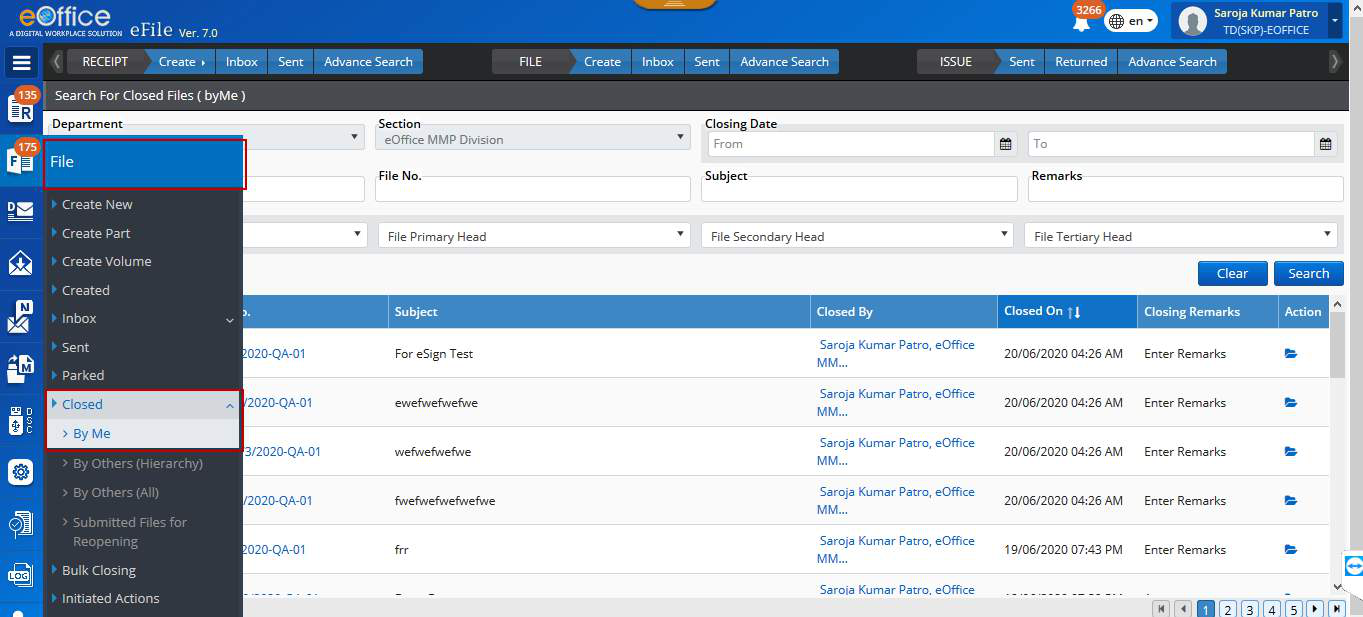 eOffice
A DIGITAL WORKPLACE SOLUTION
eFile Ver. 7.0
3266
en
Saroja Kumar Patro
TD(SKP)-EOFFICE
RECEIPT Create Inbox Sent Advance Search
FILE Create Inbox Sent Advance Search
ISSUE Sent Returned Advance Search
Search For Closed Files ( byMe )
135
R
175
F
D
N
M
DSC
LOG
File
Create New
Create Part
Create Volume
Created
Inbox
Sent
Parked
Closed
By Me
By Others (Hierarchy)
By Others (All)
Submitted Files for
Reopening
Bulk Closing
Initiated Actions
Department
Section
eOffice MMP Division
Closing Date
From
To
File No.
Subject
Remarks
File Primary Head
File Secondary Head
File Tertiary Head
Clear Search
Subject Closed By Closed On Closing Remarks Action
2020-QA-01 For eSign Test Saroja Kumar Patro, eOffice 20/06/2020 04:26 AM Enter Remarks
MM...
/2020-QA-01 ewefwefwefwe Saroja Kumar Patro, eOffice 20/06/2020 04:26 AM Enter Remarks
MM...
3/2020-QA-01 wefwefwefwe Saroja Kumar Patro, eOffice 20/06/2020 04:26 AM Enter Remarks
MM...
/2020-QA-01 fwefwefwefwefwe Saroja Kumar Patro, eOffice 20/06/2020 04:26 AM Enter Remarks
MM...
2020-QA-01 frr Saroja Kumar Patro, eOffice 19/06/2020 07:43 PM Enter Remarks
MM...
Saroja Kumar Patro, eOffice
1 2 3 4 5